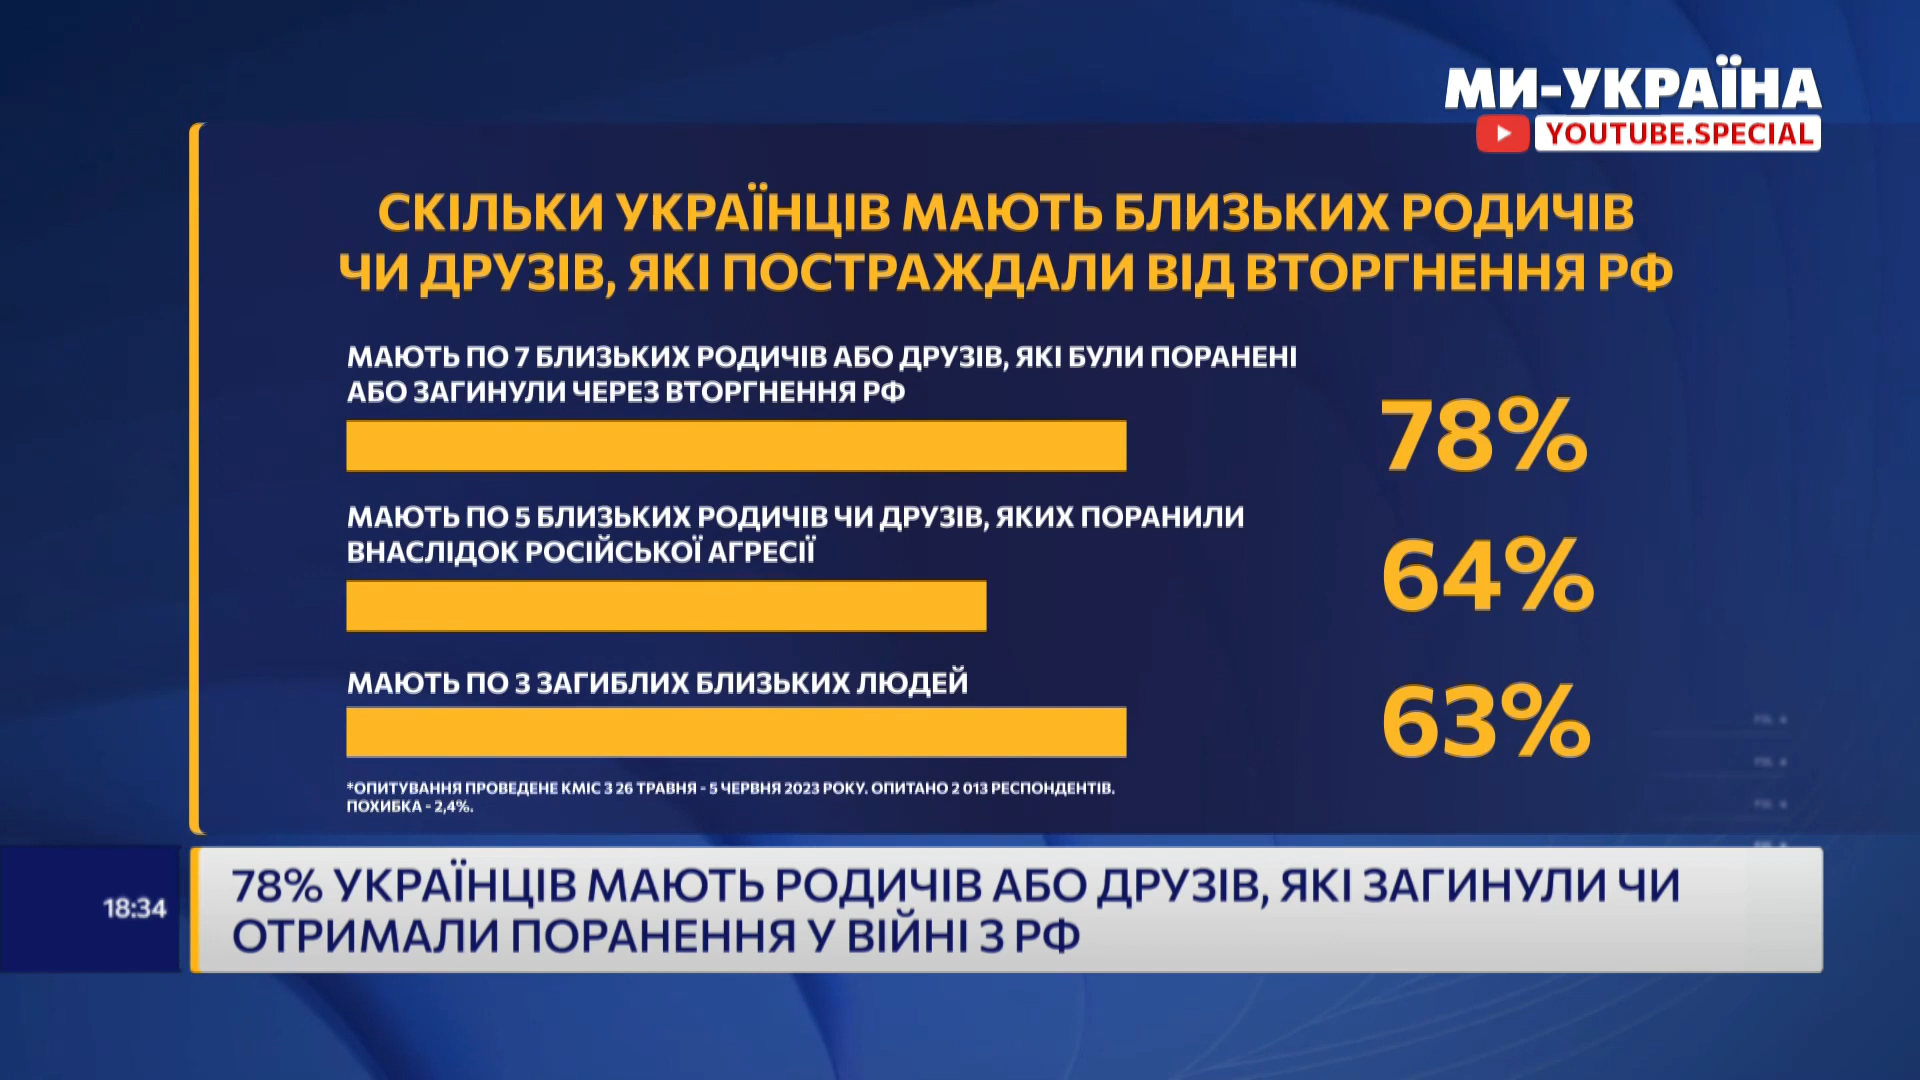 МИ-УКРАЇНА
YOUTUBE.SPECIAL
СКІЛЬКИ УКРАЇНЦІВ МАЮТЬ БЛИЗЬКИХ РОДИЧІВ
ЧИ ДРУЗІВ, ЯКІ ПОСТРАЖДАЛИ ВІД ВТОРГНЕННЯ РФ
МАЮТЬ ПО 7 БЛИЗЬКИХ РОДИЧІВ АБО ДРУЗІВ, ЯКІ БУЛИ ПОРАНЕНІ
АБО ЗАГИНУЛИ ЧЕРЕЗ ВТОРГНЕННЯ РФ
78%
МАЮТЬ ПО 5 БЛИЗЬКИХ РОДИЧІВ ЧИ ДРУЗІВ, ЯКИХ ПОРАНИЛИ
ВНАСЛІДОК РОСІЙСЬКОЇ АГРЕСІЇ
64%
МАЮТЬ ПО 3 ЗАГИБЛИХ БЛИЗЬКИХ ЛЮДЕЙ
63%
*ОПИТУВАННЯ ПРОВЕДЕНЕ КМІС З 26 ТРАВНЯ - 5 ЧЕРВНЯ 2023 РОКУ. ОПИТАНО 2 013 РЕСПОНДЕНТІВ.
ПОХИБКА - 2,4%.
18:34
78% УКРАЇНЦІВ МАЮТЬ РОДИЧІВ АБО ДРУЗІВ, ЯКІ ЗАГИНУЛИ ЧИ
ОТРИМАЛИ ПОРАНЕННЯ У ВІЙНІ З РФ